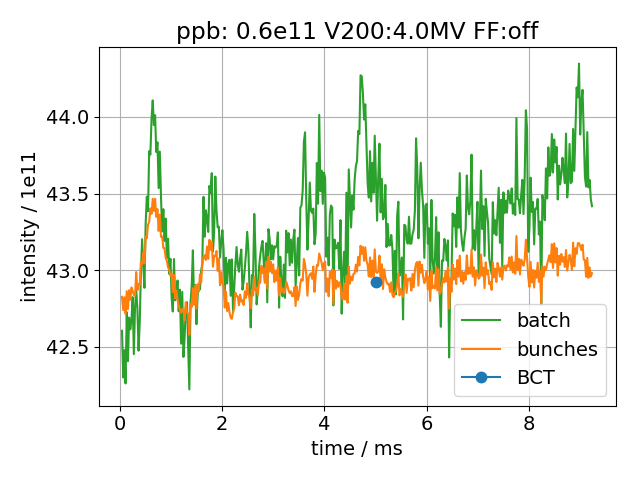 ppb: 0.6e11 V200:4.0MV FF:off
intensity / 1e11
44.0
43.5
43.0
42.5
0 2 4 6 8
time / ms
batch
bunches
BCT